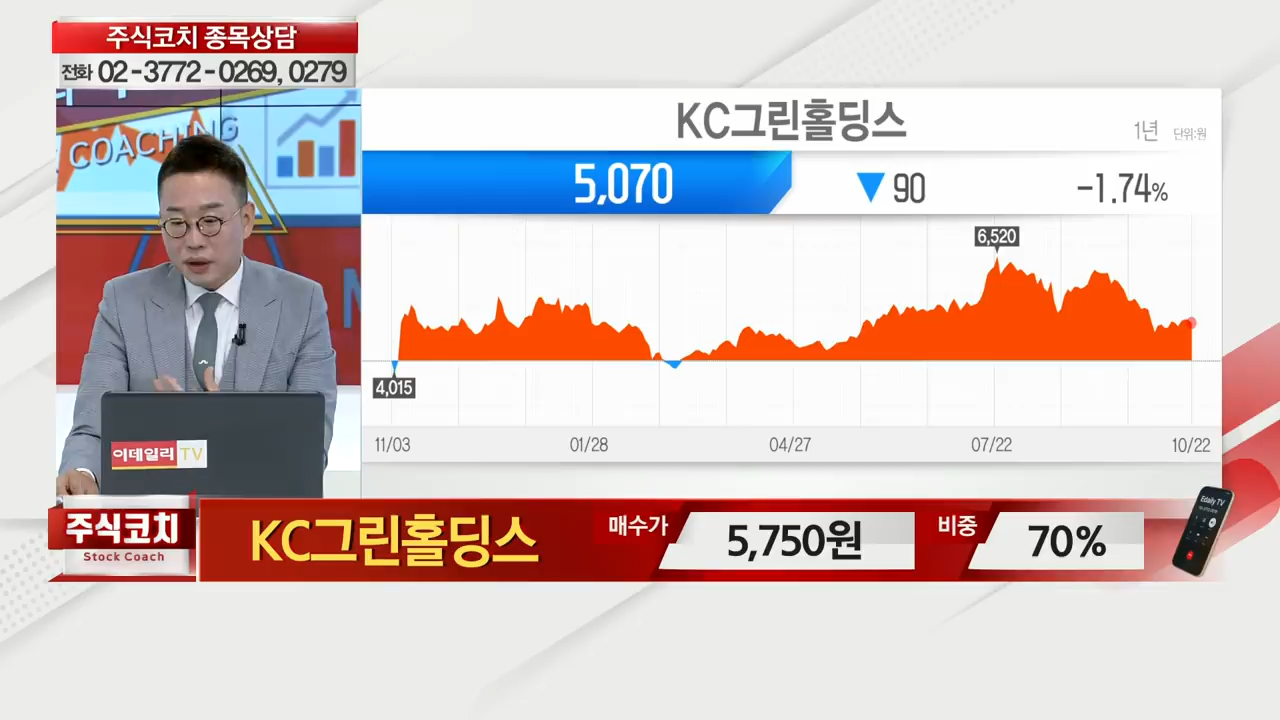 주식코치 종목상담
전화 02-3772-0269, 0279
COACHING
KC그린홀딩스
1년 단위:원
5,070 ▼90 -1.74%
6,520
4,015
11/03 01/28 04/27 07/22 10/22
이데일리TV
주식코치
Stock Coach
KC그린홀딩스 매수가 5,750원 비중 70%
Edaily TV